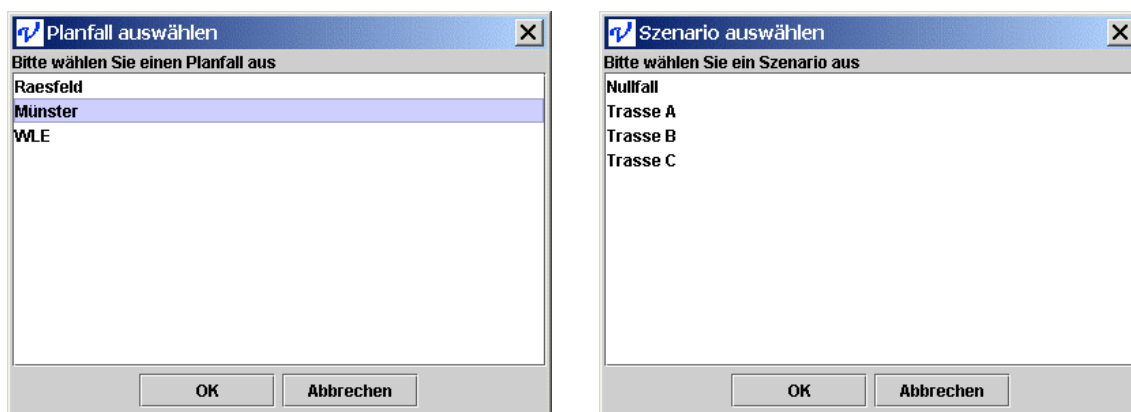 Planfall auswählen
Bitte wählen Sie einen Planfall aus
Raesfeld
Münster
WLE
OK Abbrechen
Szenario auswählen
Bitte wählen Sie ein Szenario aus
Nullfall
Trasse A
Trasse B
Trasse C
OK Abbrechen